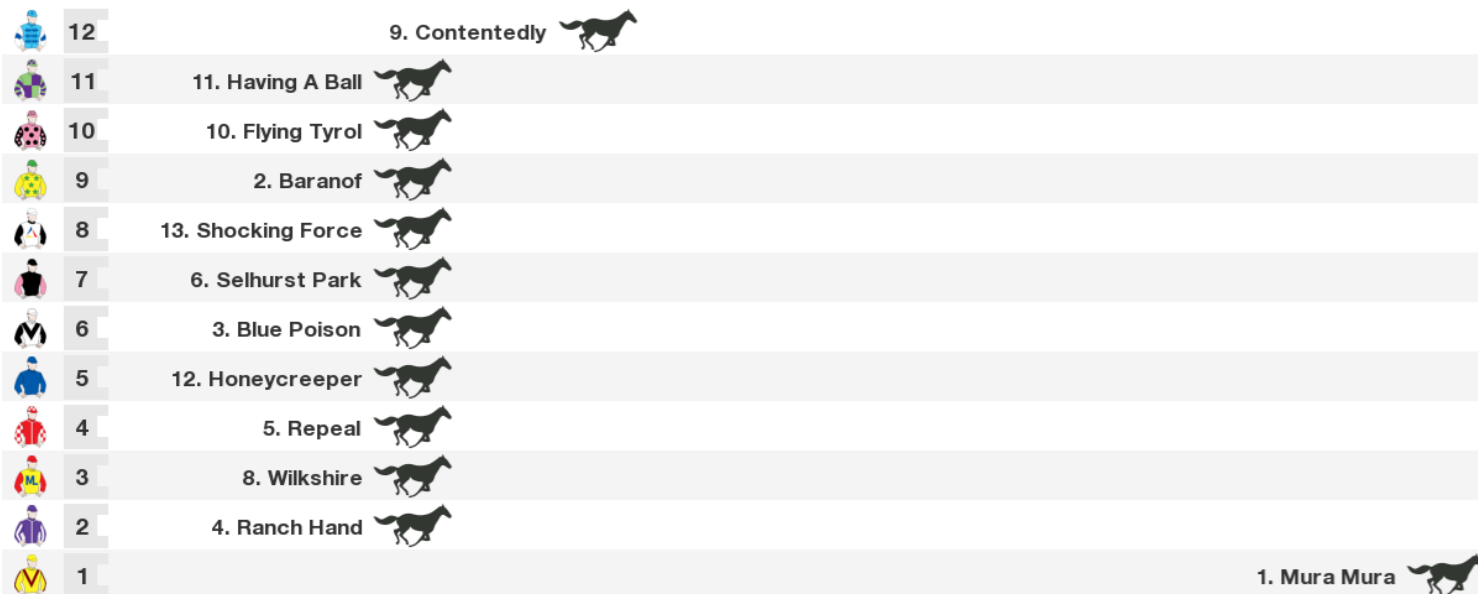 12 9. Contentedly
11 11. Having A Ball
10 10. Flying Tyrol
9 2. Baranof
8 13. Shocking Force
7 6. Selhurst Park
6 3. Blue Poison
5 12. Honeycreeper
4 5. Repeal
ML 3 8. Wilkshire
2 4. Ranch Hand
1 1. Mura Mura